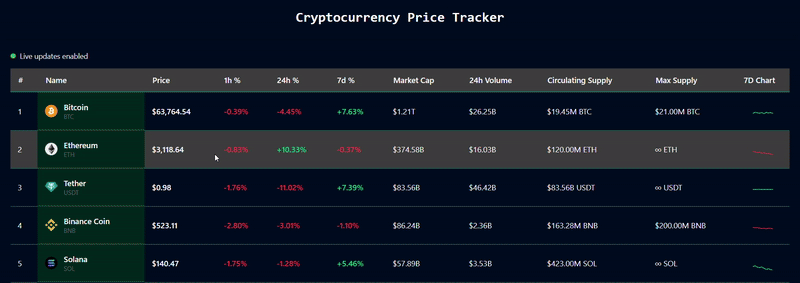 Cryptocurrency Price Tracker
Live updates enabled
# Name Price 1h % 24h % 7d % Market Cap 24h Volume Circulating Supply Max Supply 7D Chart
1 Bitcoin $63,764.54 -0.39% -4.45% +7.63% $1.21T $26.25B $19.45M BTC $21.00M BTC
BTC
2 Ethereum $3,118.64 -0.83% +10.33% -0.37% $374.58B $16.03B $120.00M ETH ∞ ETH
ETH
3 Tether $0.98 -1.76% -11.02% +7.39% $83.56B $46.42B $83.56B USDT ∞ USDT
USDT
4 Binance Coin $523.11 -2.80% -3.01% -1.10% $86.24B $2.36B $163.28M BNB $200.00M BNB
BNB
5 Solana $140.47 -1.75% -1.28% +5.46% $57.89B $3.53B $423.00M SOL ∞ SOL
SOL